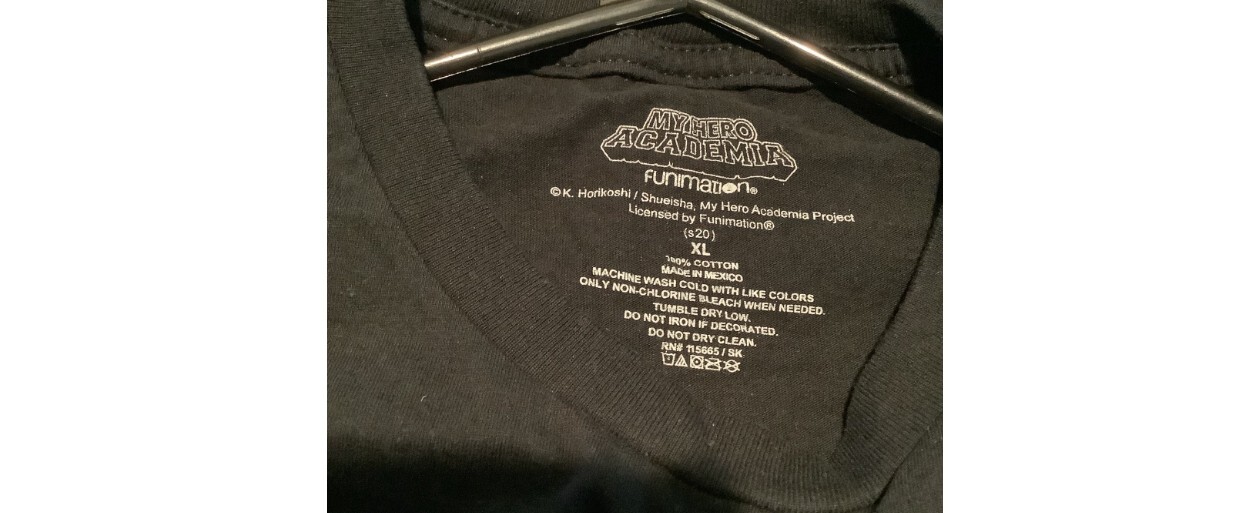 MY HERO
ACADEMIA
FUNIMATION®
© K. Horikoshi / Shueisha, My Hero Academia Project
Licensed by Funimation®
(s20)
XL
100% COTTON
MADE IN MEXICO
MACHINE WASH COLD WITH LIKE COLORS
ONLY NON-CHLORINE BLEACH WHEN NEEDED.
TUMBLE DRY LOW.
DO NOT IRON IF DECORATED.
DO NOT DRY CLEAN.
RN# 115665 / SK